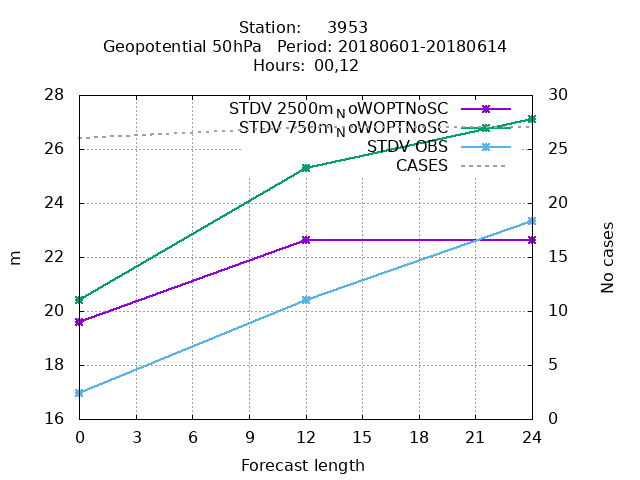 Station: 3953
Geopotential 50hPa Period: 20180601-20180614
Hours: 00,12
28 30
STDV 2500m_NoWOPTNoSC
STDV 750m_NoWOPTNoSC
26 STDV OBS 25
CASES
24 20
22 15
m
No cases
20 10
18 5
16 0
0 3 6 9 12 15 18 21 24
Forecast length